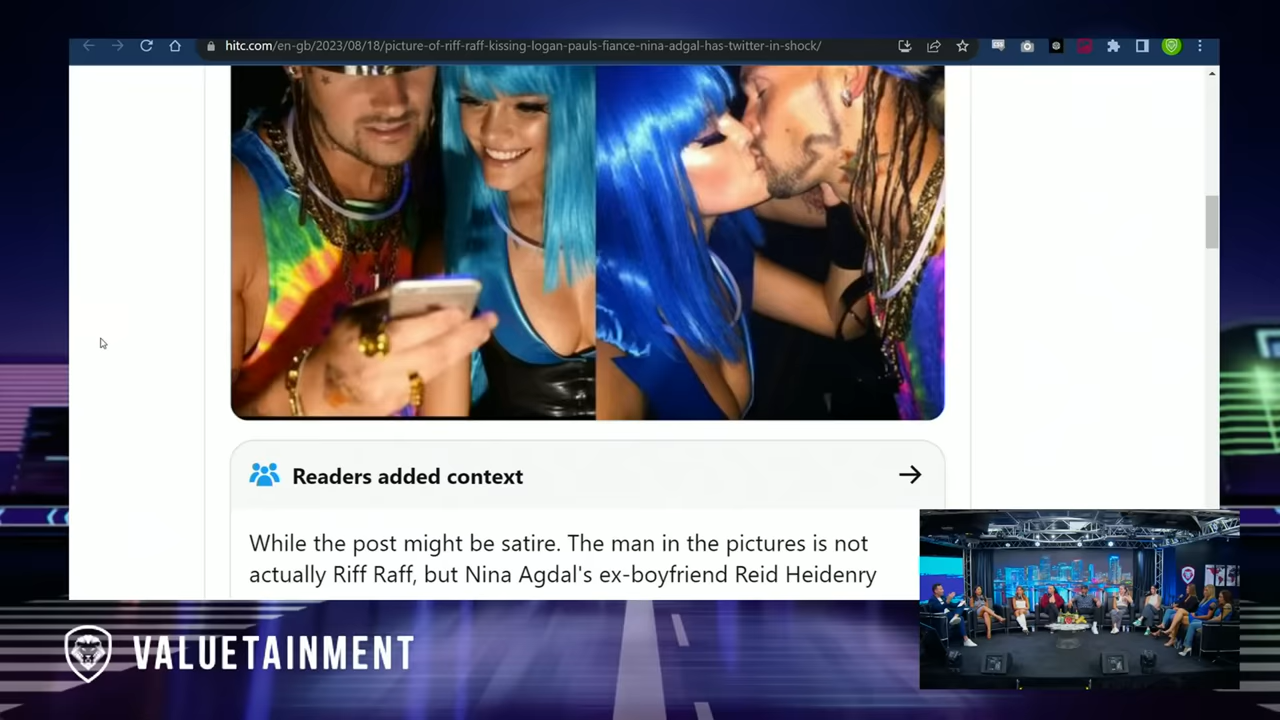 hitc.com/en-gb/2023/08/18/picture-of-riff-raff-kissing-logan-pauls-fiance-nina-adgal-has-twitter-in-shock/
Readers added context
While the post might be satire. The man in the pictures is not
actually Riff Raff, but Nina Agdal's ex-boyfriend Reid Heidenry
VALUETAINMENT